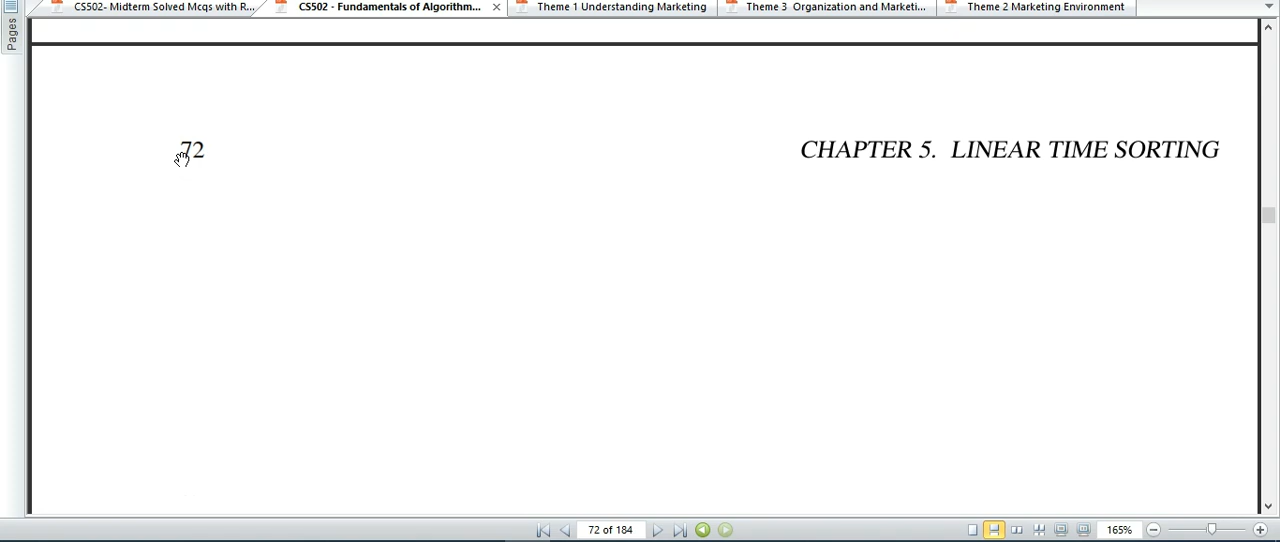 CS502- Midterm Solved Mcqs with R...
CS502 - Fundamentals of Algorithm...
Theme 1 Understanding Marketing
Theme 3 Organization and Marketi...
Theme 2 Marketing Environment
Pages
72
CHAPTER 5. LINEAR TIME SORTING
72 of 184
165%